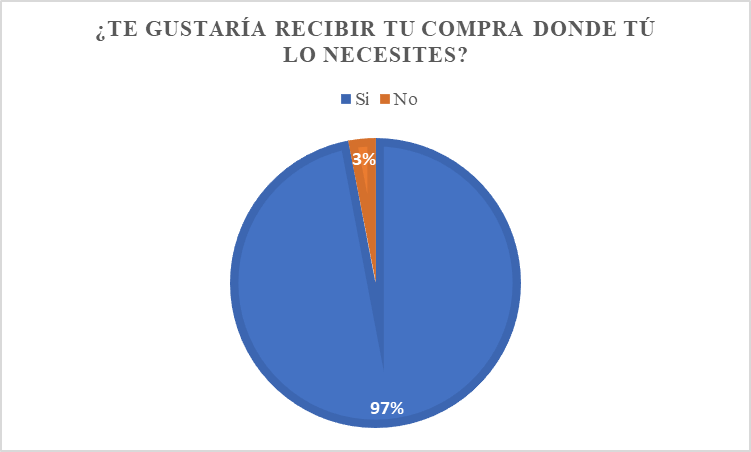 ¿TE GUSTARÍA RECIBIR TU COMPRA DONDE TÚ
LO NECESITES?
Si No
3%
97%